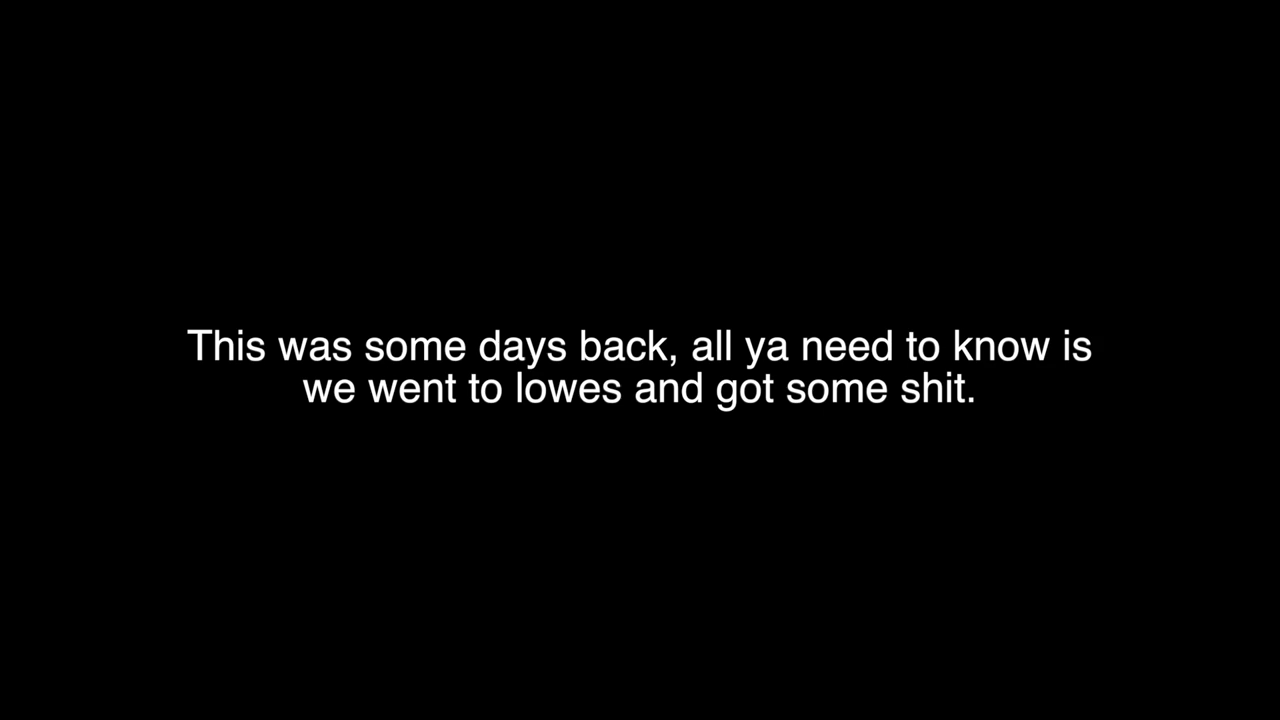 This was some days back, all ya need to know is
we went to lowes and got some shit.